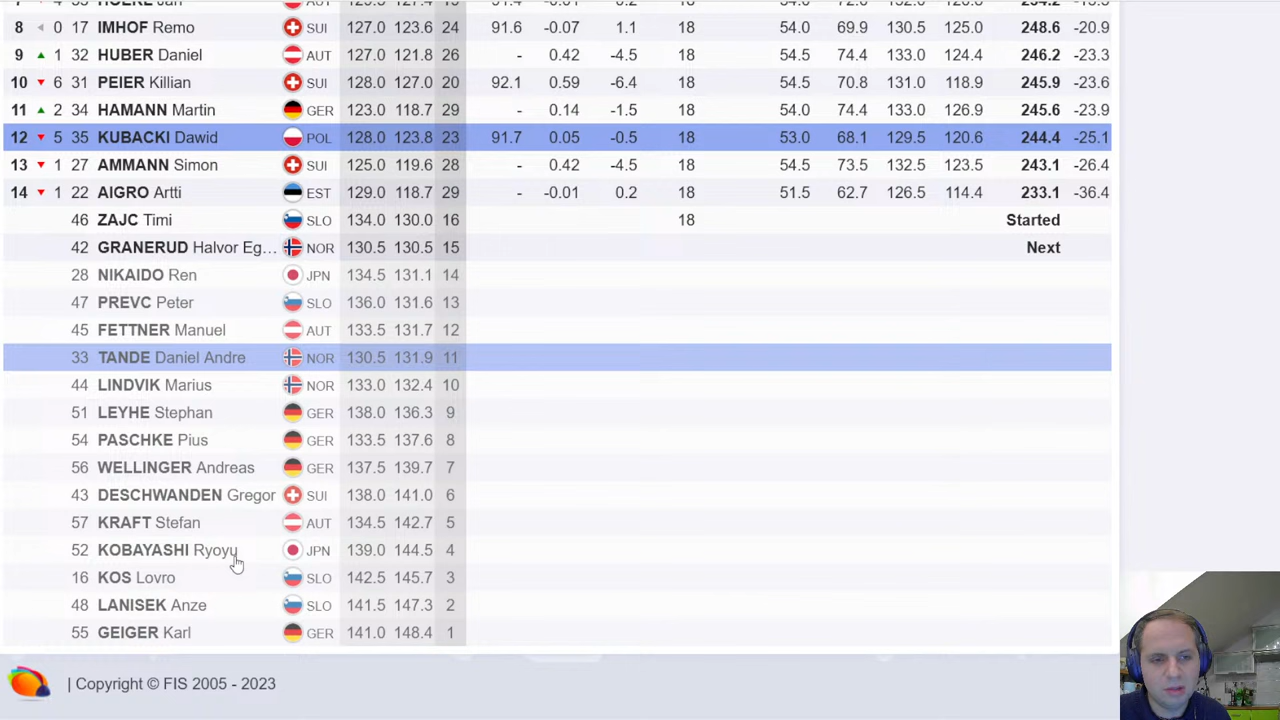 8 0 17 IMHOF Remo SUI 127.0 123.6 24 91.6 -0.07 1.1 18 54.0 69.9 130.5 125.0 248.6 -20.9
9 1 32 HUBER Daniel AUT 127.0 121.8 26 - 0.42 -4.5 18 54.5 74.4 133.0 124.4 246.2 -23.3
10 6 31 PEIER Killian SUI 128.0 127.0 20 92.1 0.59 -6.4 18 54.5 70.8 131.0 118.9 245.9 -23.6
11 2 34 HAMANN Martin GER 123.0 118.7 29 - 0.14 -1.5 18 54.0 74.4 133.0 126.9 245.6 -23.9
12 5 35 KUBACKI Dawid POL 128.0 123.8 23 91.7 0.05 -0.5 18 53.0 68.1 129.5 120.6 244.4 -25.1
13 1 27 AMMANN Simon SUI 125.0 119.6 28 - 0.42 -4.5 18 54.5 73.5 132.5 123.5 243.1 -26.4
14 1 22 AIGRO Artti EST 129.0 118.7 29 - -0.01 0.2 18 51.5 62.7 126.5 114.4 233.1 -36.4
46 ZAJC Timi SLO 134.0 130.0 16 18 Started
42 GRANERUD Halvor Eg... NOR 130.5 130.5 15 Next
28 NIKAIDO Ren JPN 134.5 131.1 14
47 PREVC Peter SLO 136.0 131.6 13
45 FETTNER Manuel AUT 133.5 131.7 12
33 TANDE Daniel Andre NOR 130.5 131.9 11
44 LINDVIK Marius NOR 133.0 132.4 10
51 LEYHE Stephan GER 138.0 136.3 9
54 PASCHKE Pius GER 133.5 137.6 8
56 WELLINGER Andreas GER 137.5 139.7 7
43 DESCHWANDEN Gregor SUI 138.0 141.0 6
57 KRAFT Stefan AUT 134.5 142.7 5
52 KOBAYASHI Ryoyu JPN 139.0 144.5 4
16 KOS Lovro SLO 142.5 145.7 3
48 LANISEK Anze SLO 141.5 147.3 2
55 GEIGER Karl GER 141.0 148.4 1
| Copyright © FIS 2005 - 2023